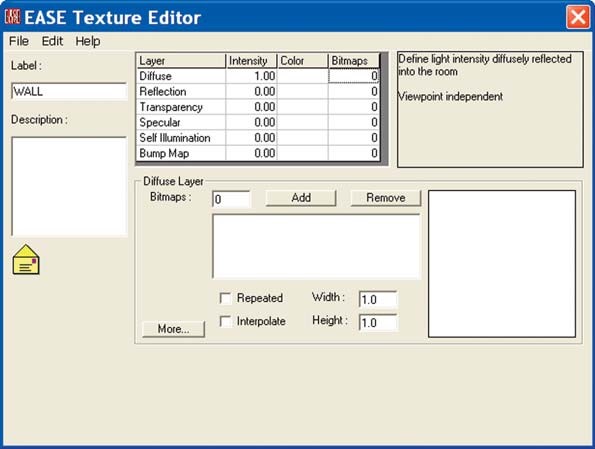 EASE EASE Texture Editor
File Edit Help
Label :
WALL
Description :
Layer Intensity Color Bitmaps
Diffuse 1.00 0
Reflection 0.00 0
Transparency 0.00 0
Specular 0.00 0
Self Illumination 0.00 0
Bump Map 0.00 0
Define light intensity diffusely reflected
into the room
Viewpoint independent
Diffuse Layer
Bitmaps : 0 Add Remove
Repeated Width : 1.0
Interpolate Height : 1.0
More...